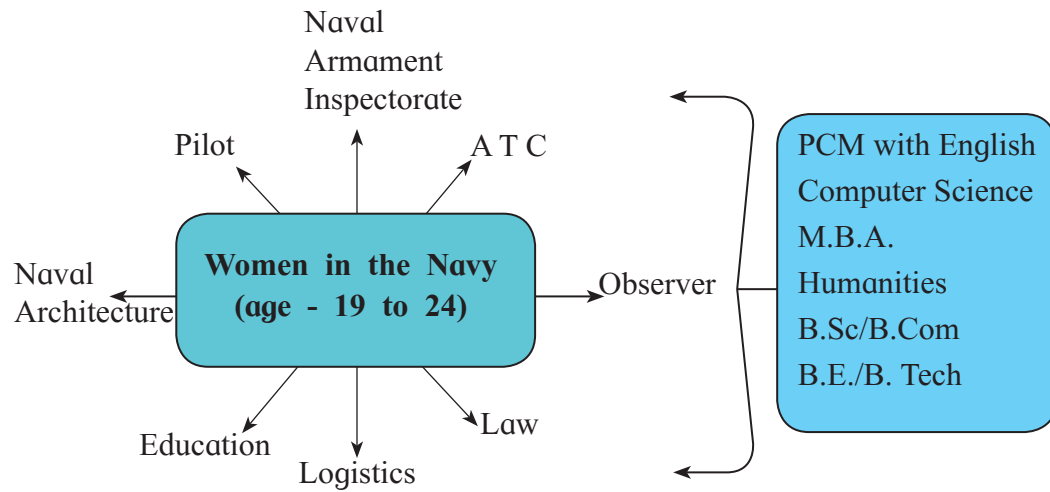 Naval
Armament
Inspectorate
Pilot
A T C
Women in the Navy
(age - 19 to 24)
Naval
Architecture
Observer
Education
Logistics
Law
PCM with English
Computer Science
M.B.A.
Humanities
B.Sc/B.Com
B.E./B. Tech